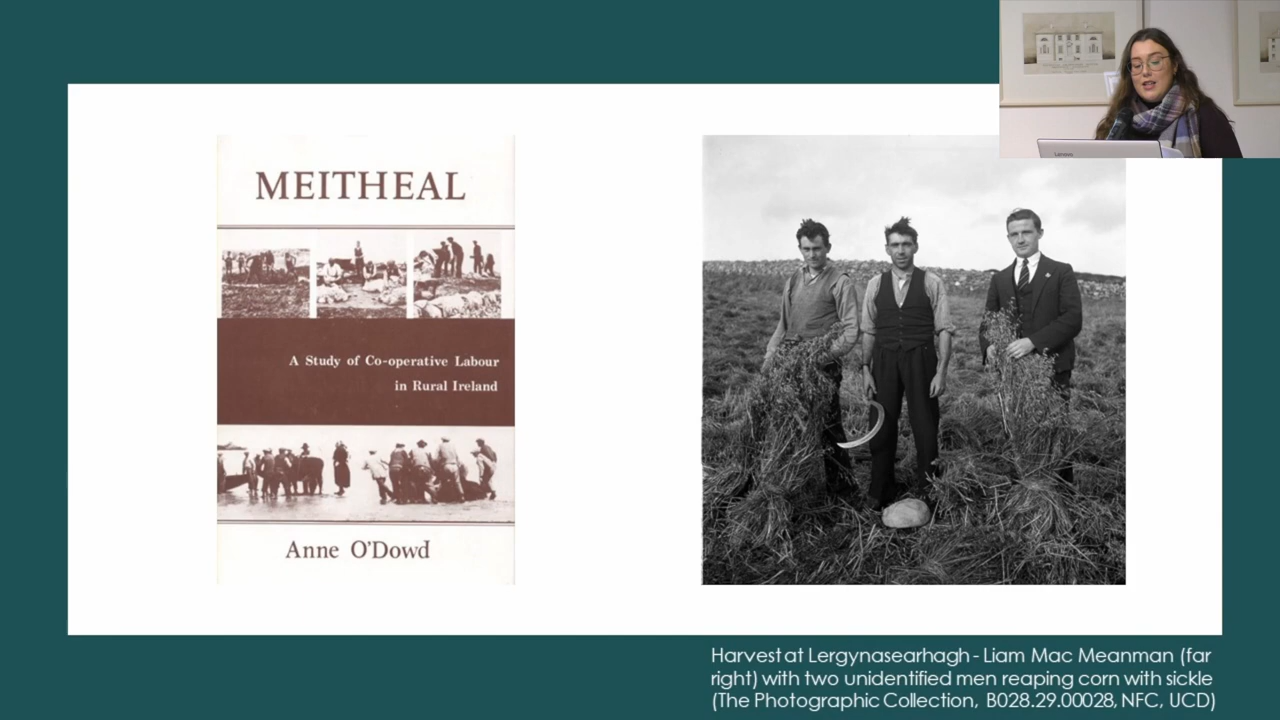 MEITHEAL
A Study of Co-operative Labour
in Rural Ireland
Anne O'Dowd
Lenovo
Harvest at Lergynasearhagh - Liam Mac Meanman (far
right) with two unidentified men reaping corn with sickle
(The Photographic Collection, B028.29.00028, NFC, UCD)